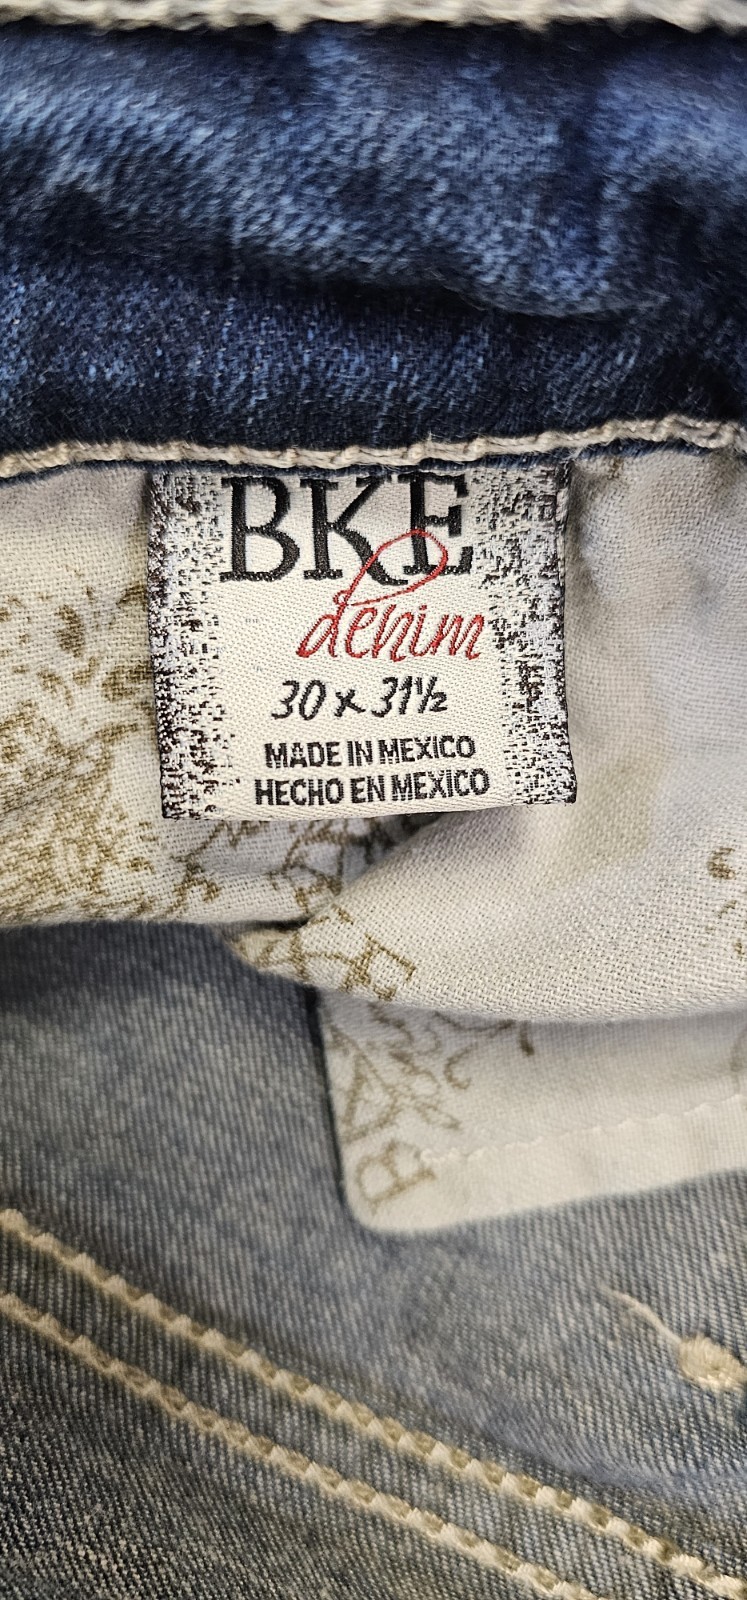 BKE
denim
30 x 31½
MADE IN MEXICO
HECHO EN MEXICO